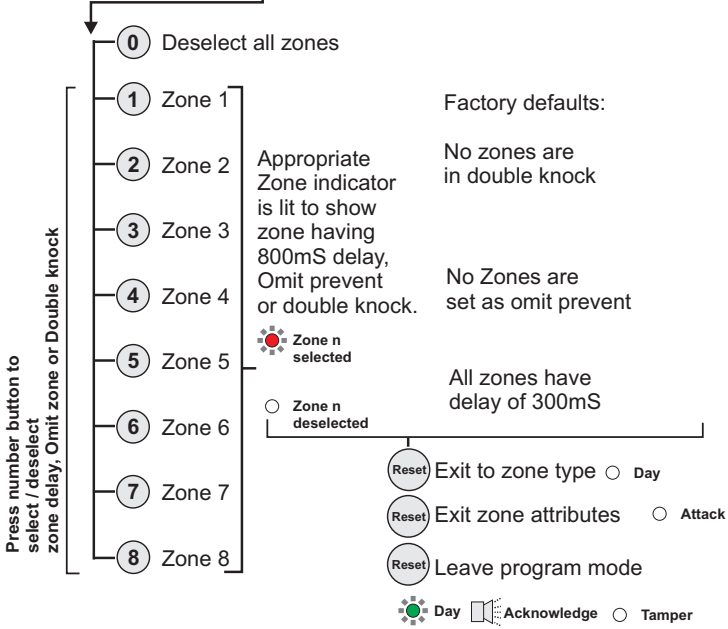 0 Deselect all zones
1 Zone 1
2 Zone 2
3 Zone 3
4 Zone 4
5 Zone 5
6 Zone 6
7 Zone 7
8 Zone 8
Press number button to
select / deselect
zone delay, Omit zone or Double knock
Appropriate
Zone indicator
is lit to show
zone having
800mS delay,
Omit prevent
or double knock.
Zone n
selected
Zone n
deselected
Factory defaults:
No zones are
in double knock
No Zones are
set as omit prevent
All zones have
delay of 300mS
Reset Exit to zone type Day
Reset Exit zone attributes Attack
Reset Leave program mode
Day Acknowledge Tamper